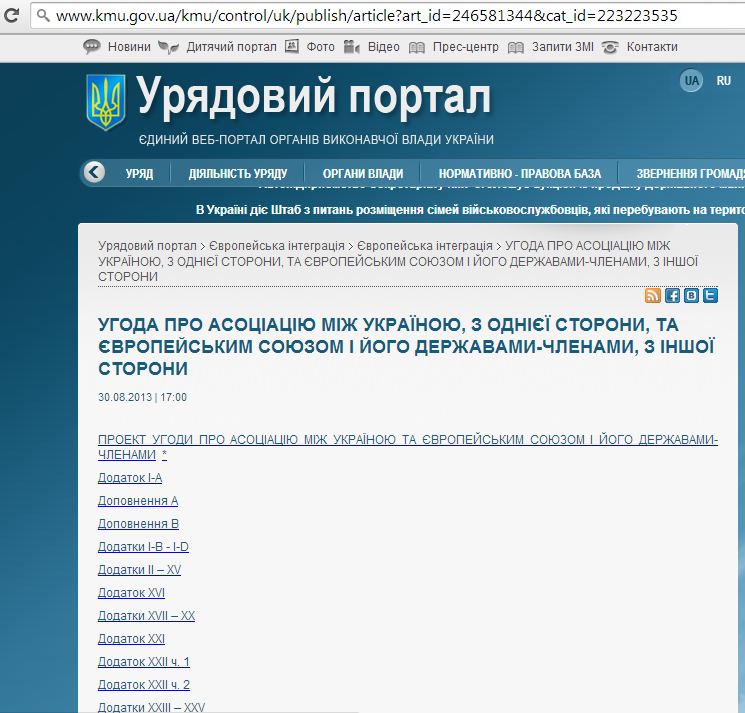 www.kmu.gov.ua/kmu/control/uk/publish/article?art_id=246581344&cat_id=223223535
Новини Дитячий портал Фото Відео Прес-центр Запити ЗМІ Контакти
UA RU
Урядовий портал
ЄДИНИЙ ВЕБ-ПОРТАЛ ОРГАНІВ ВИКОНАВЧОЇ ВЛАДИ УКРАЇНИ
УРЯД ДІЯЛЬНІСТЬ УРЯДУ ОРГАНИ ВЛАДИ НОРМАТИВНО - ПРАВОВА БАЗА ЗВЕРНЕННЯ ГРОМАДЯ
В Україні діє Штаб з питань розміщення сімей військовослужбовців, які перебувають на терито
Урядовий портал > Європейська інтеграція > Європейська інтеграція > УГОДА ПРО АСОЦІАЦІЮ МІЖ
УКРАЇНОЮ, З ОДНІЄЇ СТОРОНИ, ТА ЄВРОПЕЙСЬКИМ СОЮЗОМ І ЙОГО ДЕРЖАВАМИ-ЧЛЕНАМИ, З ІНШОЇ
СТОРОНИ
УГОДА ПРО АСОЦІАЦІЮ МІЖ УКРАЇНОЮ, З ОДНІЄЇ СТОРОНИ, ТА
ЄВРОПЕЙСЬКИМ СОЮЗОМ І ЙОГО ДЕРЖАВАМИ-ЧЛЕНАМИ, З ІНШОЇ
СТОРОНИ
30.08.2013 | 17:00
ПРОЕКТ УГОДИ ПРО АСОЦІАЦІЮ МІЖ УКРАЇНОЮ ТА ЄВРОПЕЙСЬКИМ СОЮЗОМ І ЙОГО ДЕРЖАВАМИ-
ЧЛЕНАМИ *
Додаток I-A
Доповнення А
Доповнення В
Додатки I-B - I-D
Додатки II – XV
Додаток XVI
Додатки XVII – XX
Додаток XXI
Додаток XXII ч. 1
Додаток XXII ч. 2
Додатки XXIII – XXV